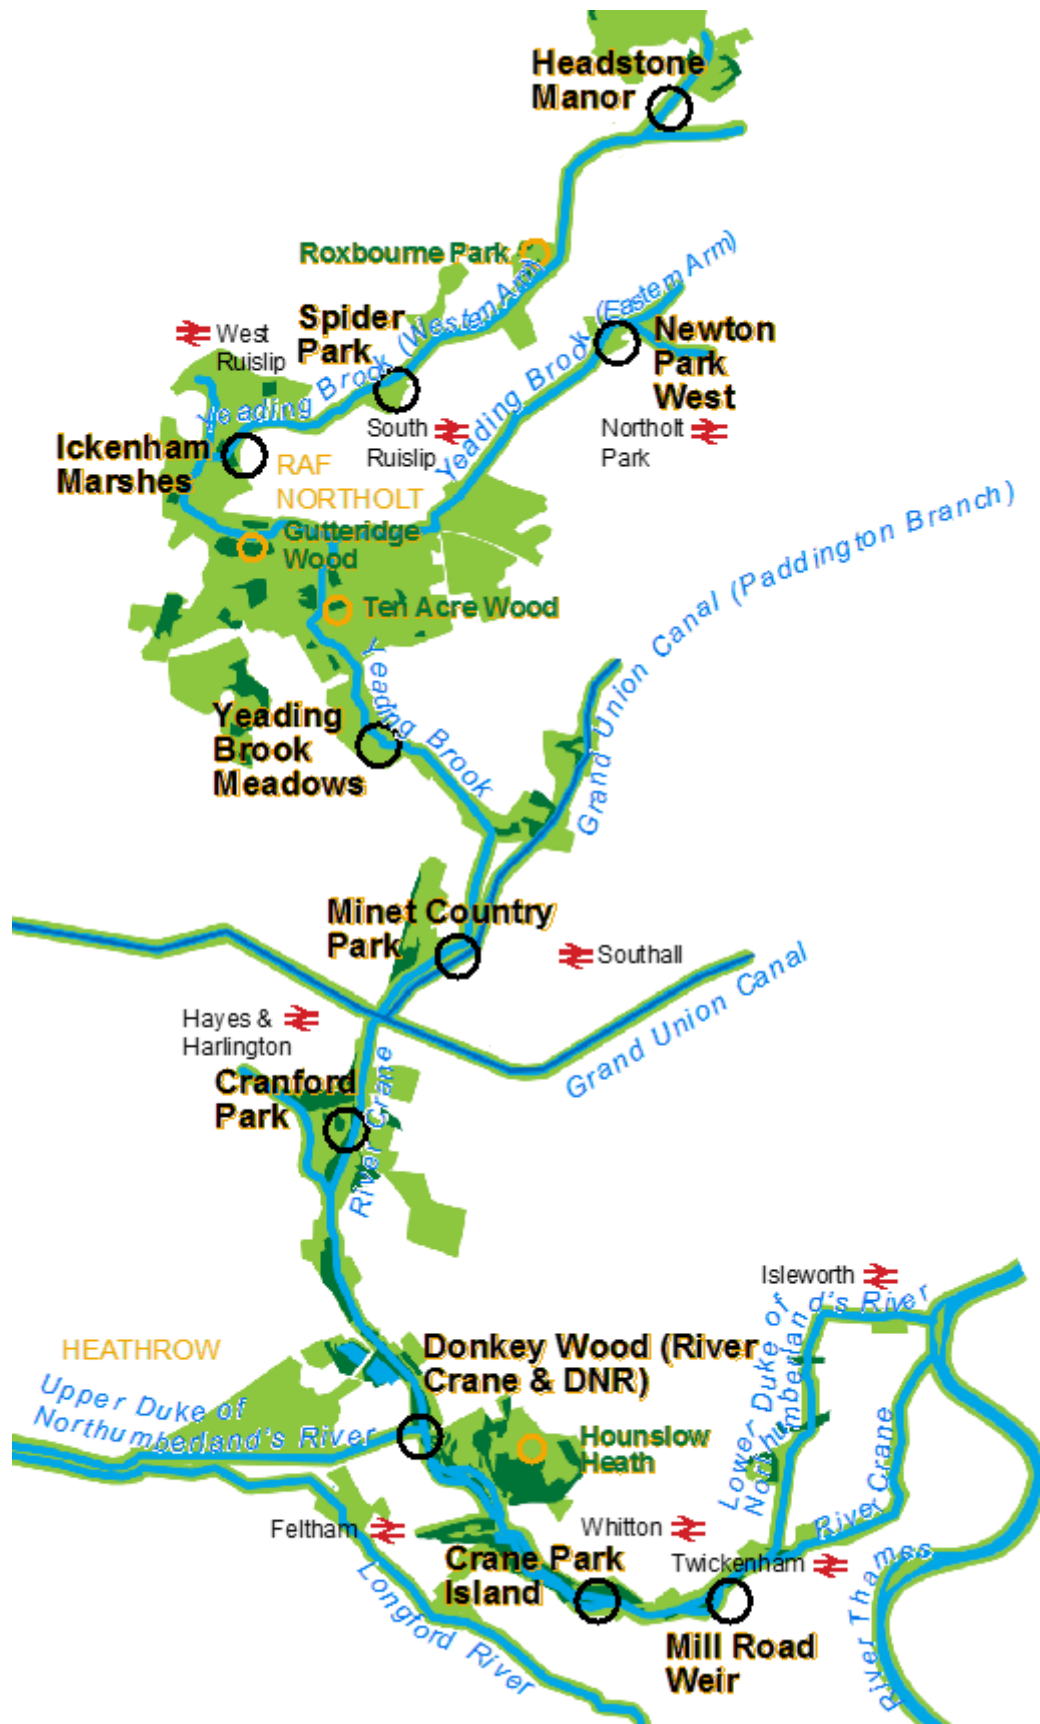 Headstone
Manor
Roxbourne Park
Yeading Brook (Western Arm)
Yeading Brook (Eastern Arm)
Spider
Park
Newton
Park
West
West
Ruislip
South
Ruislip
Northolt
Park
Ickenham
Marshes
RAF
NORTHOLT
Gutteridge
Wood
Ten Acre Wood
Grand Union Canal (Paddington Branch)
Yeading Brook
Yeading
Brook
Meadows
Minet Country
Park
Southall
Grand Union Canal
Hayes &
Harlington
Cranford
Park
River Crane
Isleworth
Lower Duke of
Northumberland's River
HEATHROW
Donkey Wood (River
Crane & DNR)
Upper Duke of
Northumberland's River
Hounslow
Heath
River Crane
Feltham
Whitton
Twickenham
Crane Park
Island
Longford River
River Thames
Mill Road
Weir